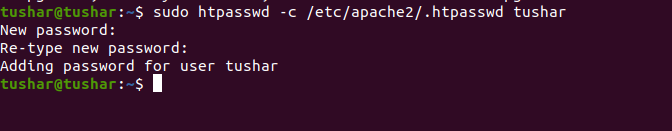 tushar@tushar:~$ sudo htpasswd -c /etc/apache2/.htpasswd tushar
New password:
Re-type new password:
Adding password for user tushar
tushar@tushar:~$